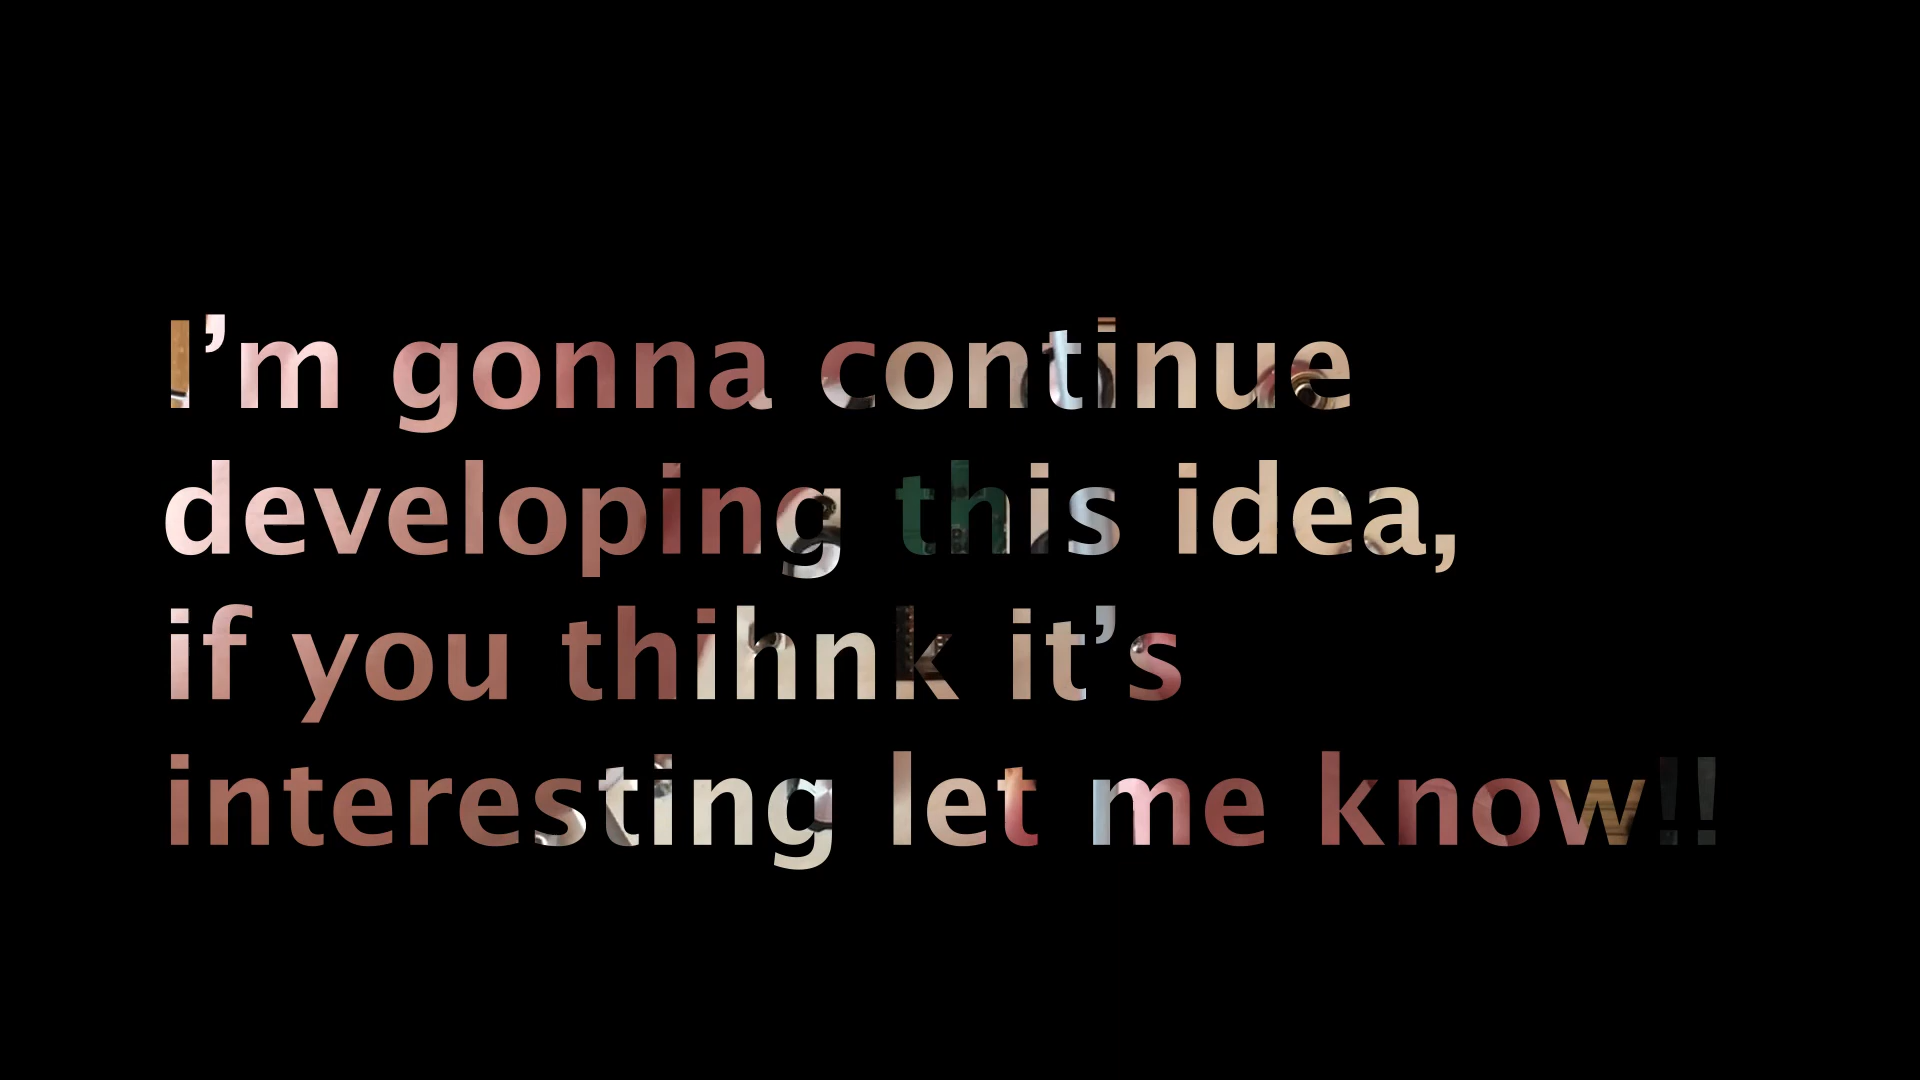 I’m gonna continue
developing this idea,
if you thihnk it’s
interesting let me know!!